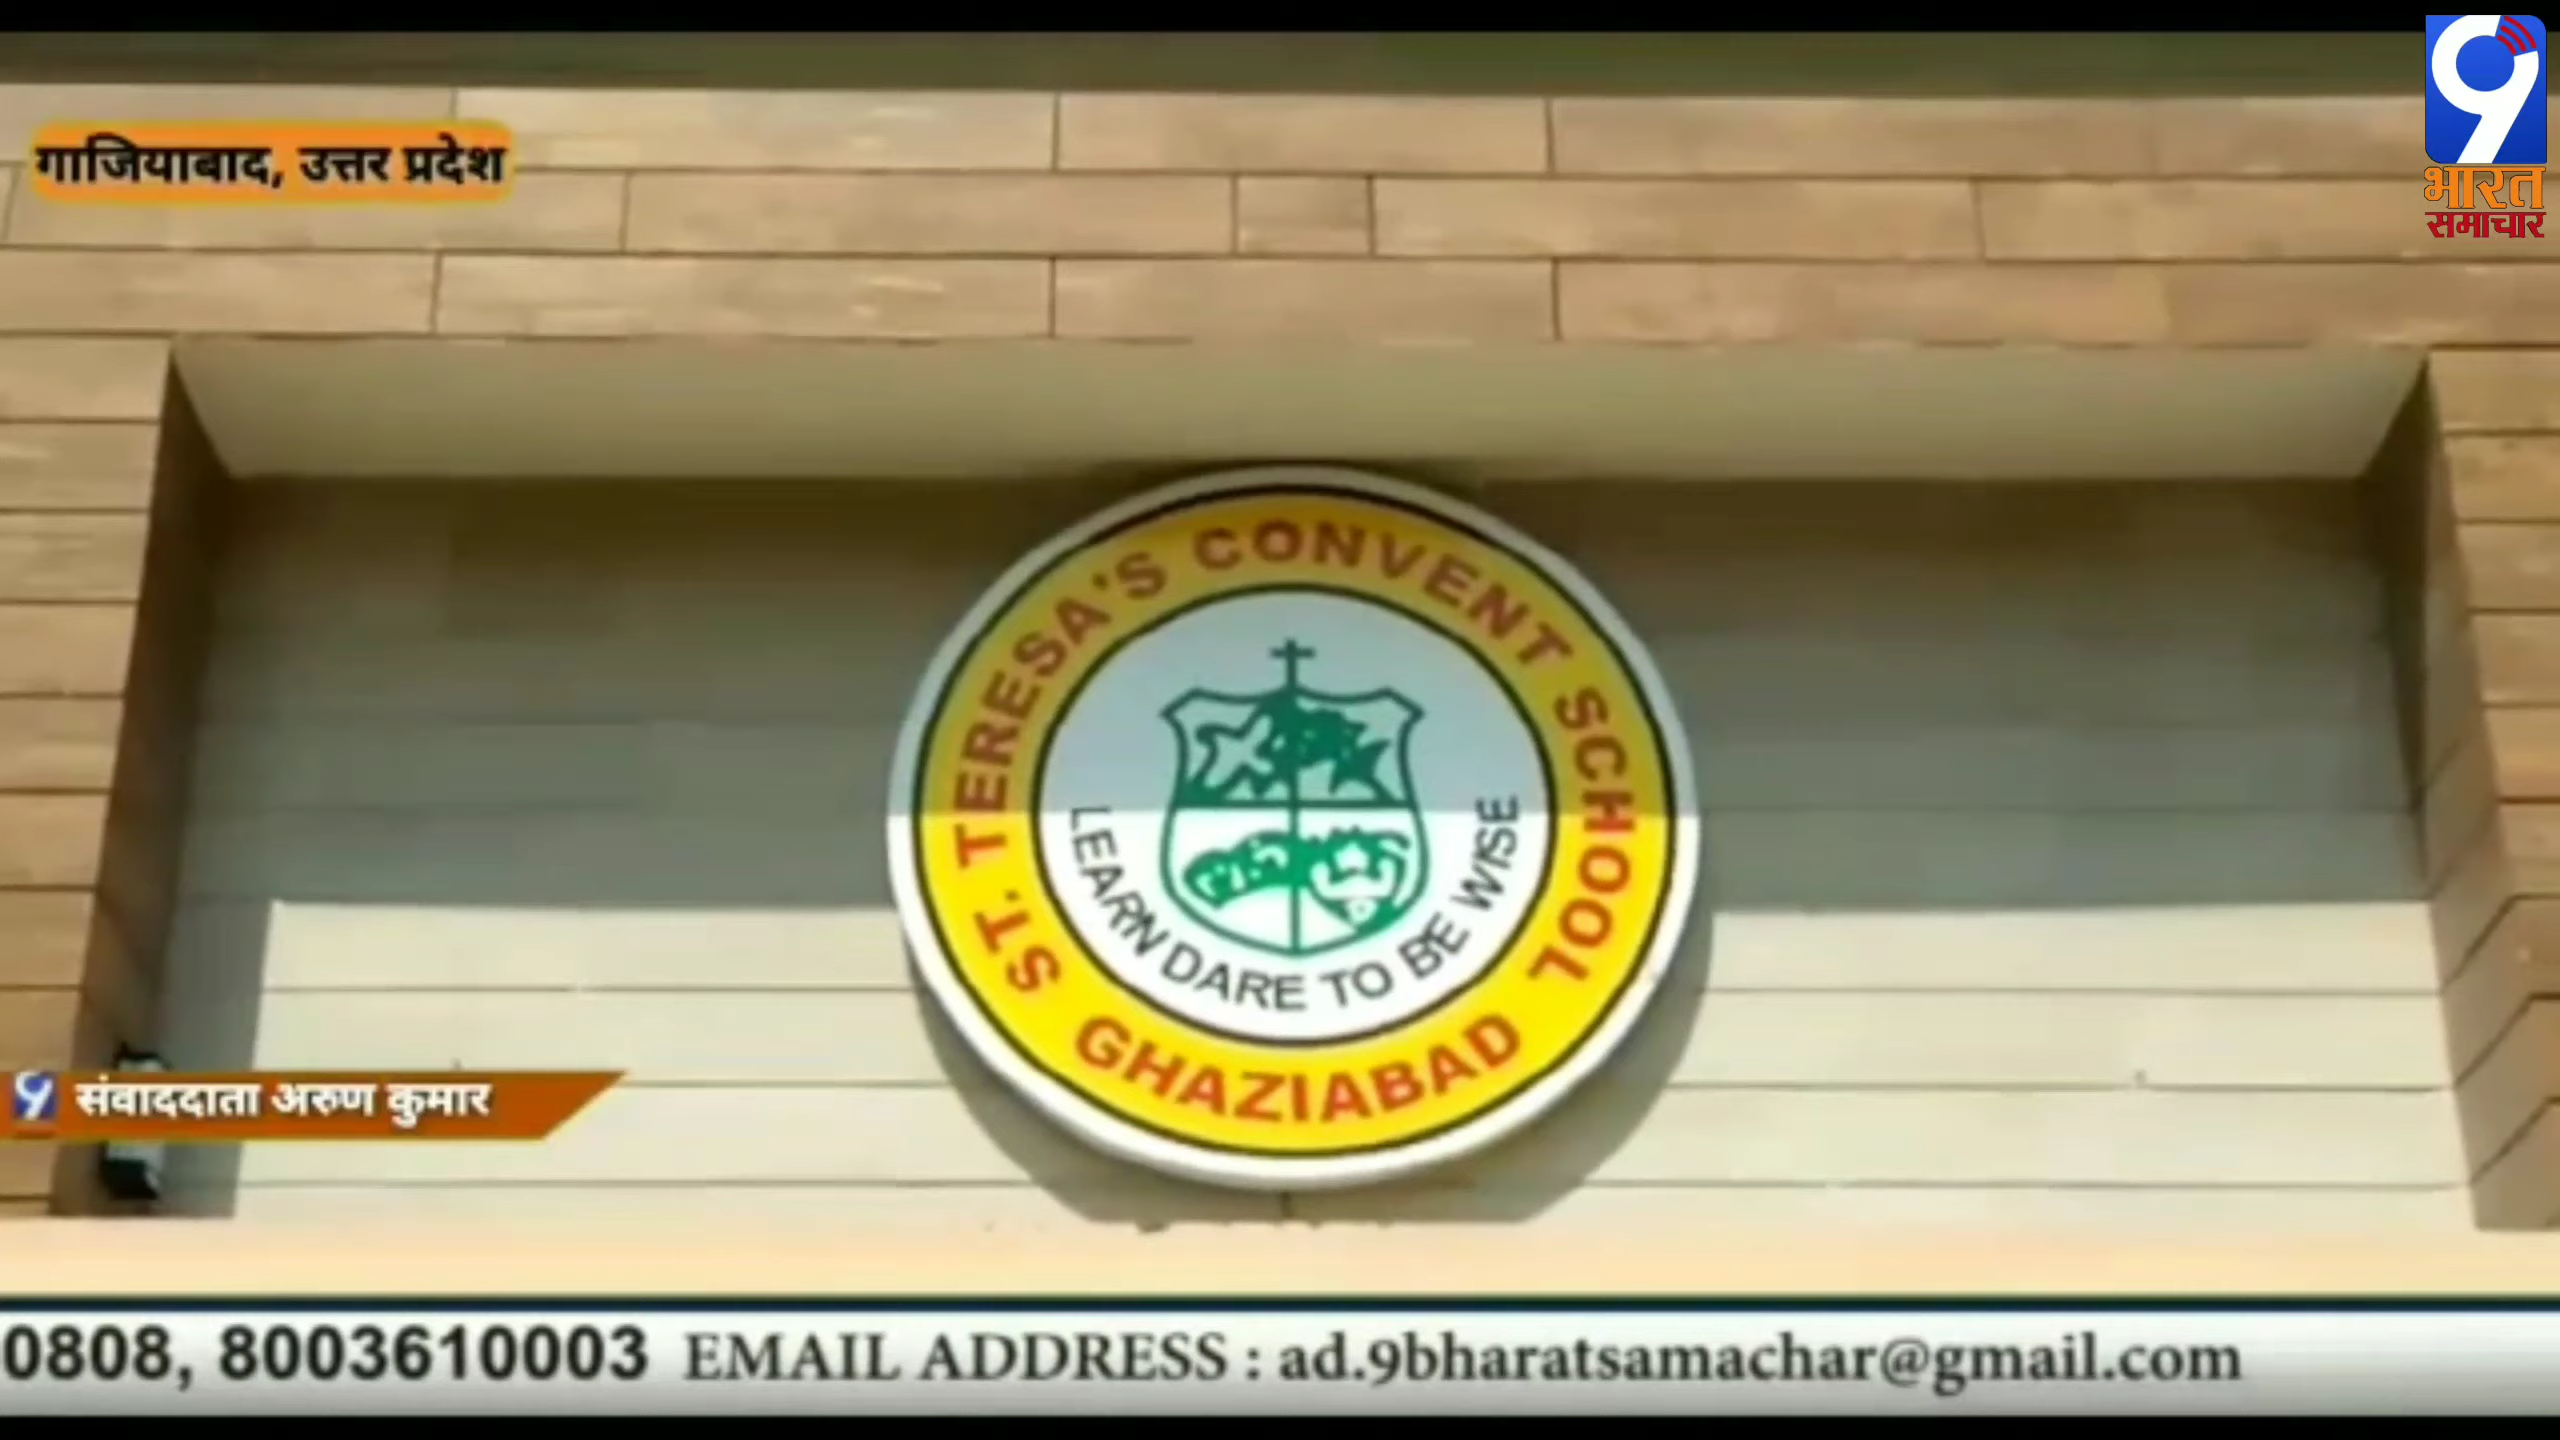 9
भारत
समाचार
गाजियाबाद, उत्तर प्रदेश
ST. TERESA'S CONVENT SCHOOL
GHAZIABAD
LEARN DARE TO BE WISE
9 संवाददाता अरुण कुमार
0808, 8003610003 EMAIL ADDRESS : ad.9bharatsamachar@gmail.com